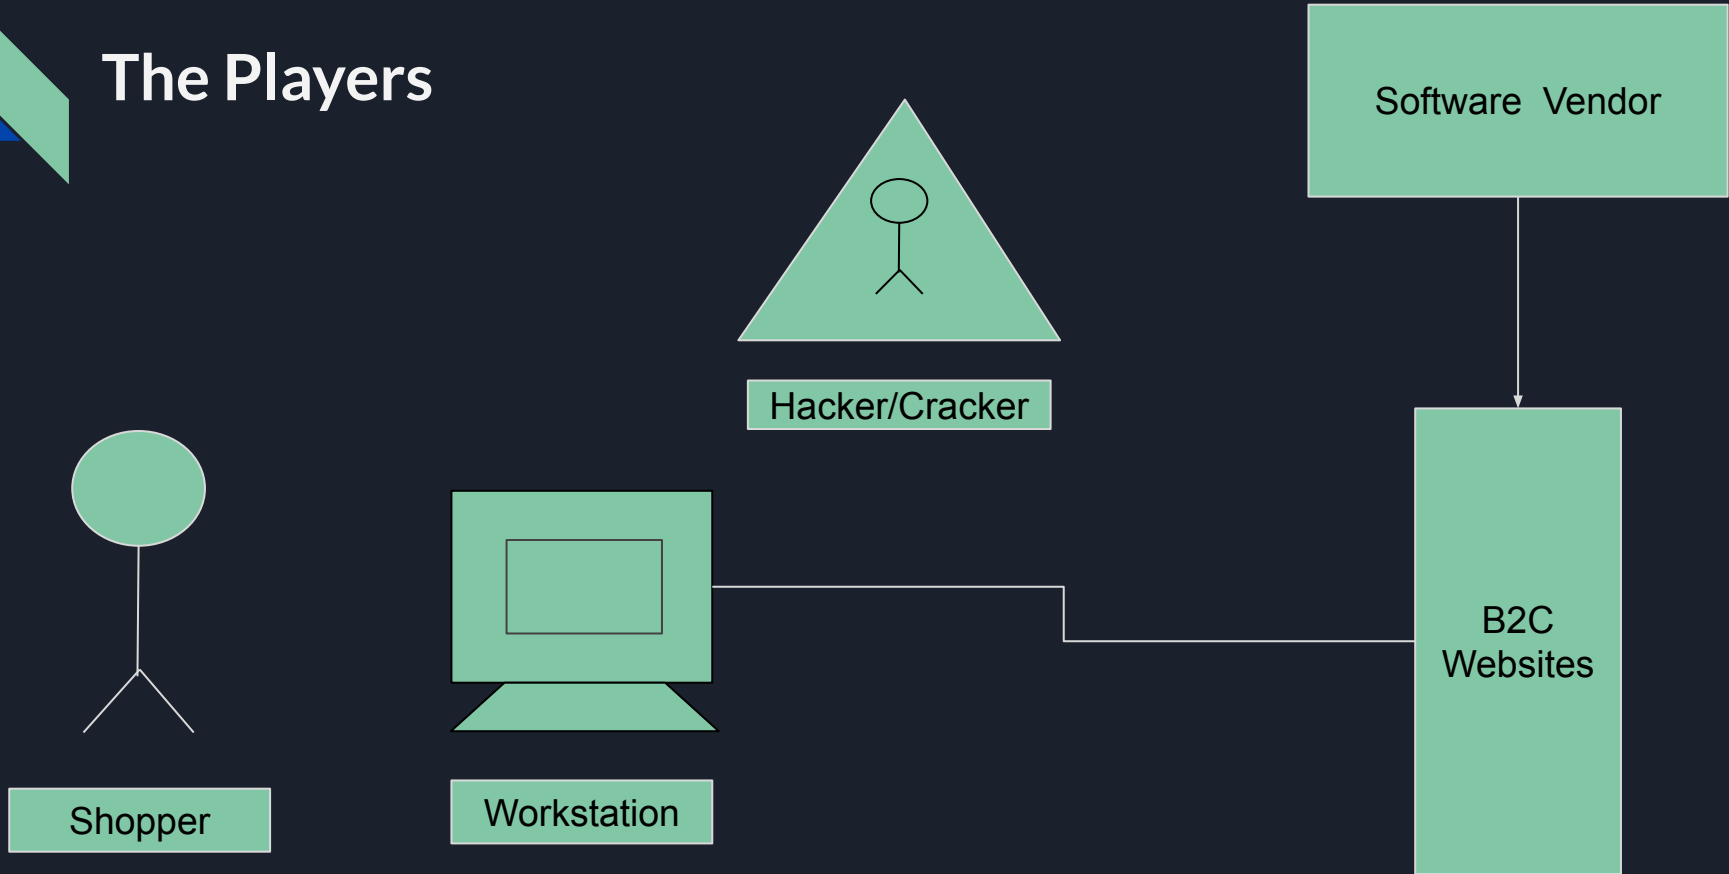 The Players
Software Vendor
Hacker/Cracker
B2C
Websites
Shopper
Workstation